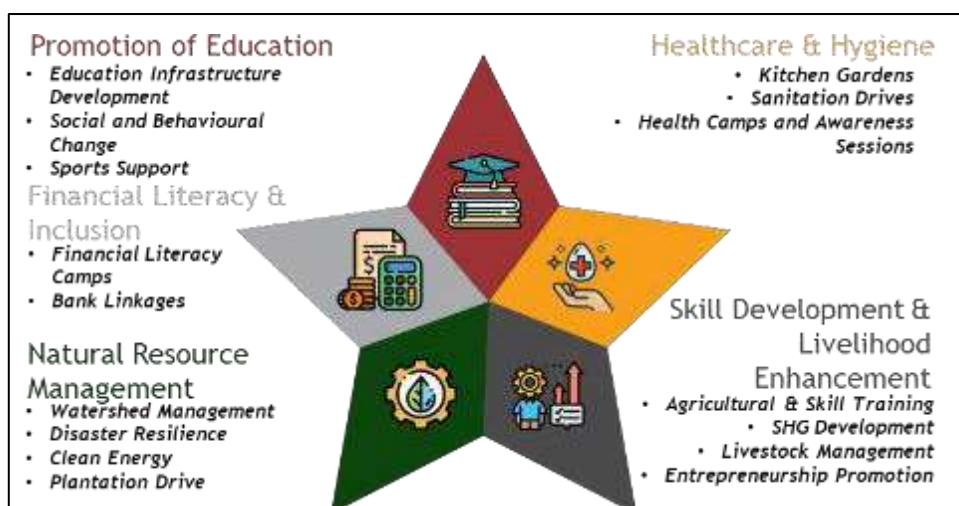 Promotion of Education
• Education Infrastructure
Development
• Social and Behavioural
Change
• Sports Support
Financial Literacy &
Inclusion
• Financial Literacy
Camps
• Bank Linkages
Natural Resource
Management
• Watershed Management
• Disaster Resilience
• Clean Energy
• Plantation Drive
Healthcare & Hygiene
• Kitchen Gardens
• Sanitation Drives
• Health Camps and Awareness
Sessions
Skill Development &
Livelihood
Enhancement
• Agricultural & Skill Training
• SHG Development
• Livestock Management
• Entrepreneurship Promotion